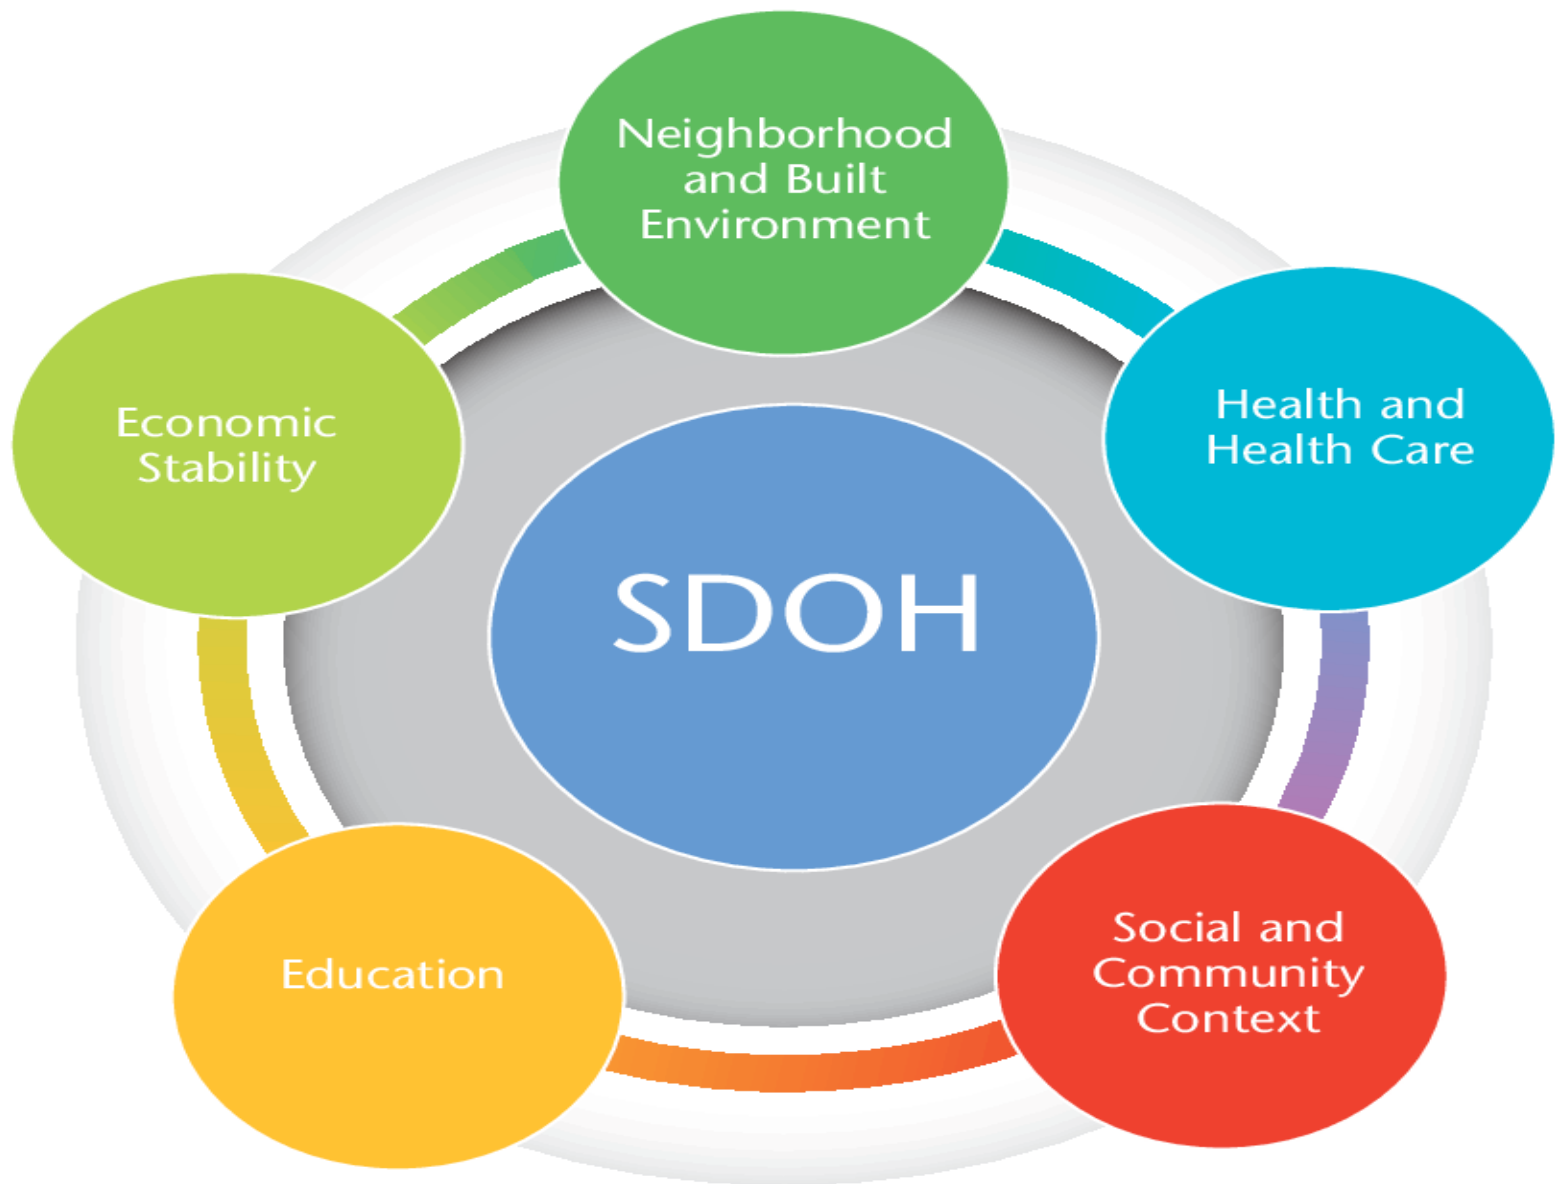 Neighborhood
and Built
Environment
Health and
Health Care
Economic
Stability
SDOH
Social and
Community
Context
Education